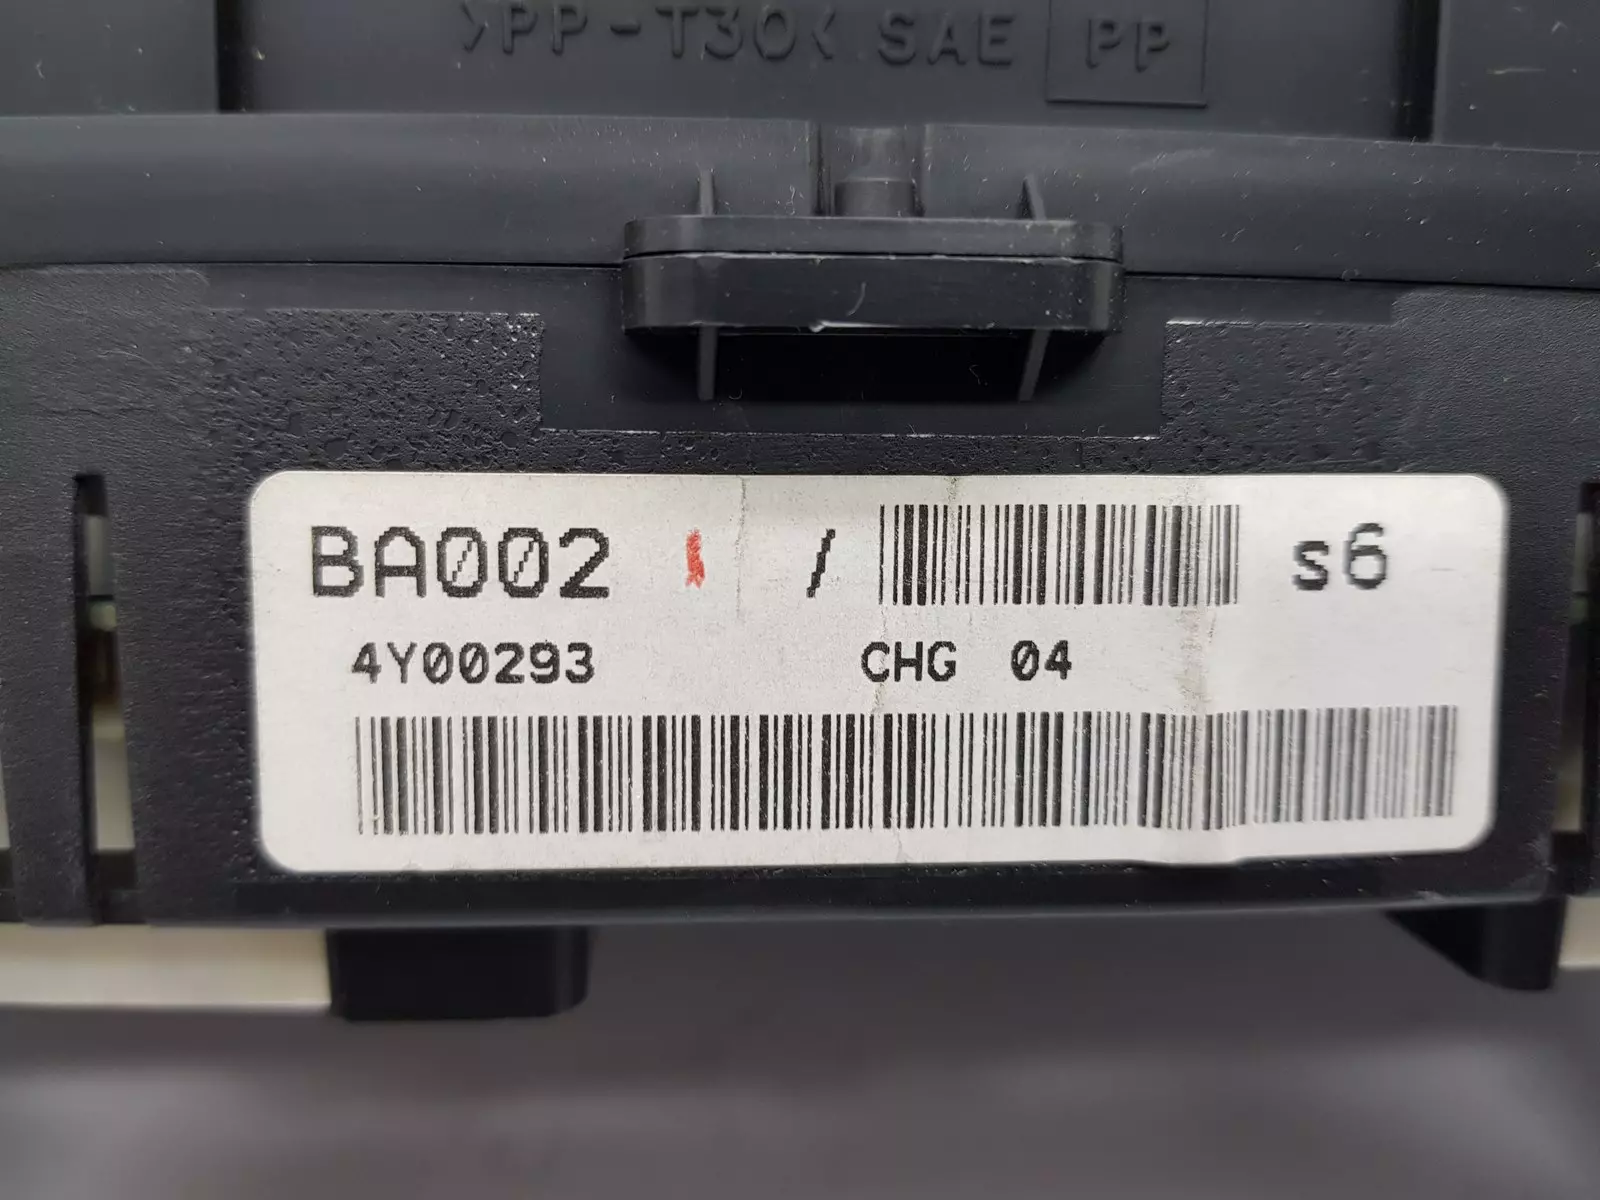 >PP-T30< SAE PP
BA002 / s6
4Y00293 CHG 04